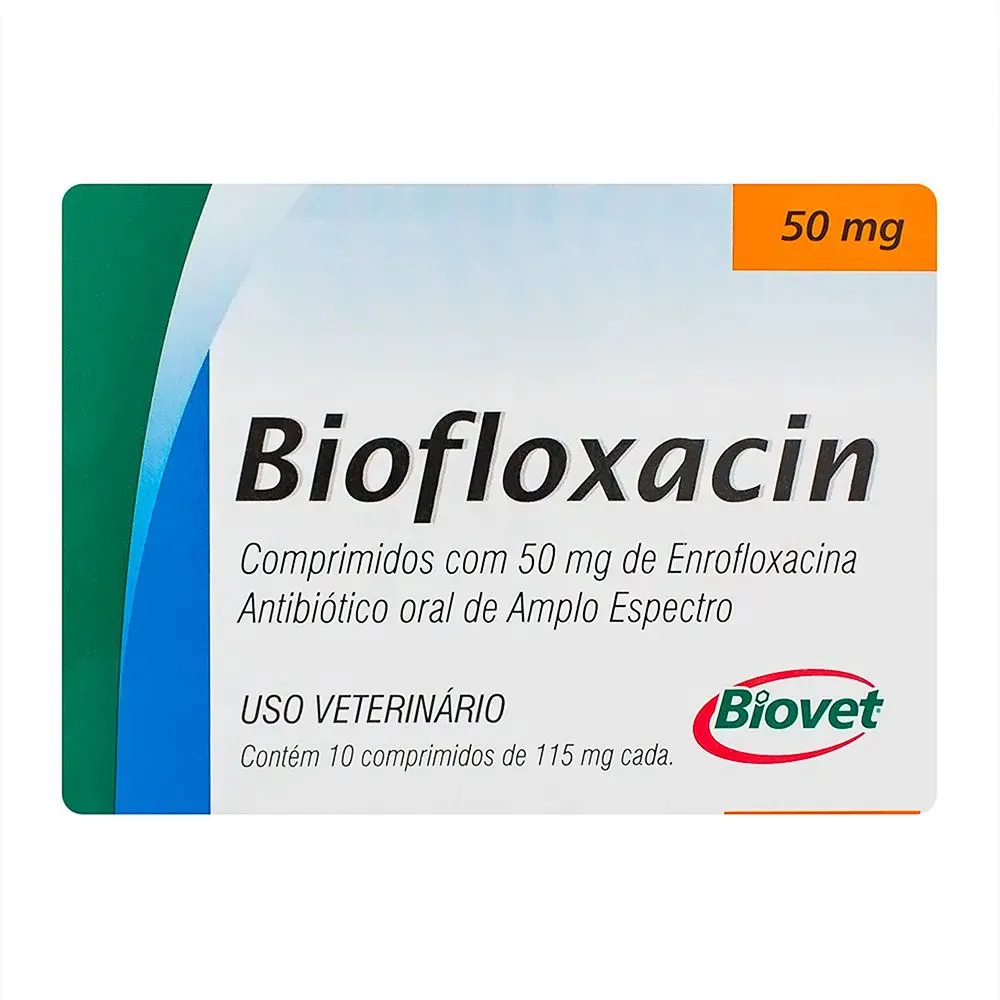 50 mg
Biofloxacin
Comprimidos com 50 mg de Enrofloxacina
Antibiótico oral de Amplo Espectro
USO VETERINÁRIO
Biovet
Contém 10 comprimidos de 115 mg cada.